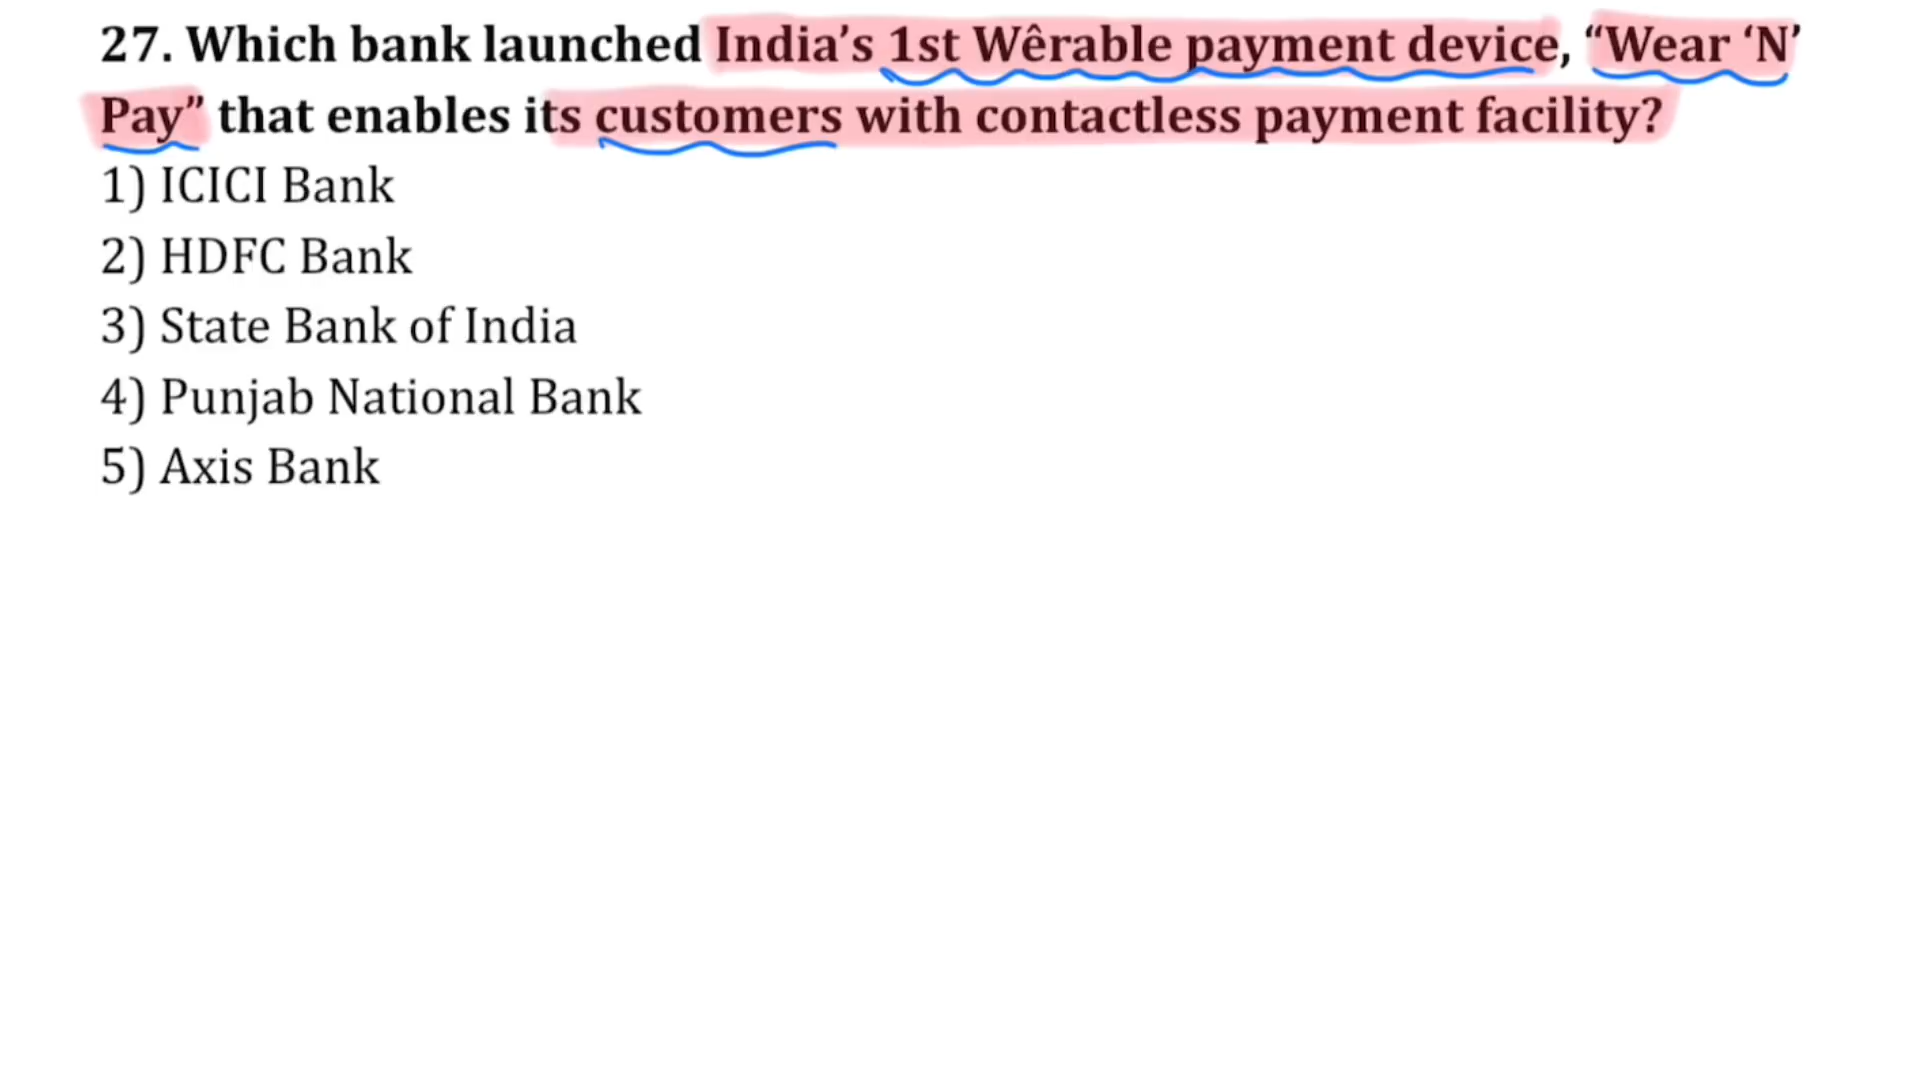 27. Which bank launched India’s 1st Wêrable payment device, “Wear ‘N’
Pay” that enables its customers with contactless payment facility?
1) ICICI Bank
2) HDFC Bank
3) State Bank of India
4) Punjab National Bank
5) Axis Bank